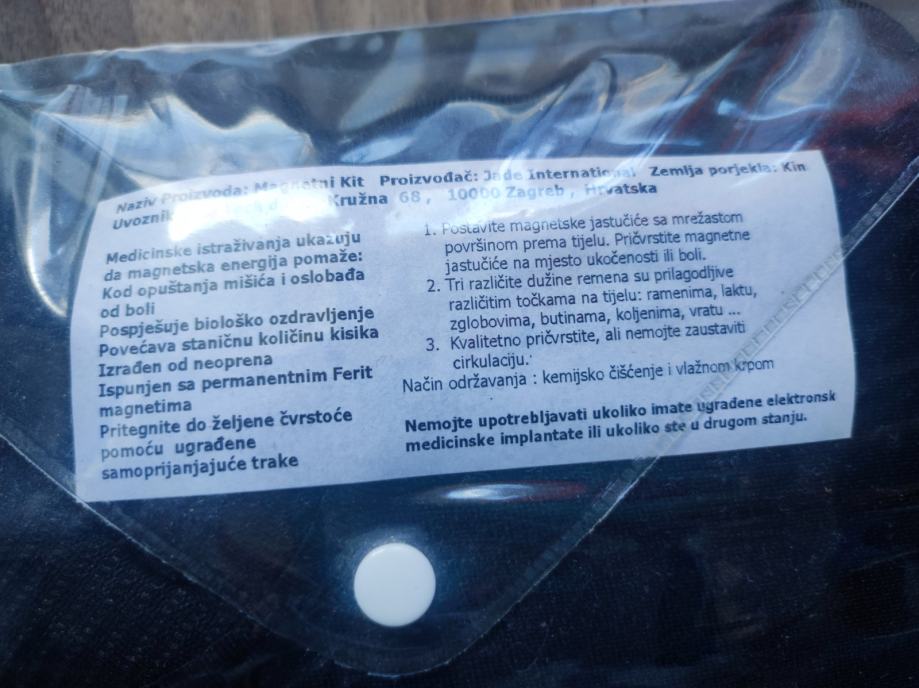 Naziv Proizvoda: Magnetni Kit Proizvođač: Jade International Zemlja porjekla: Kin
Uvoznik Kružna 68, 10000 Zagreb, Hrvatska
Medicinske istraživanja ukazuju
da magnetska energija pomaže:
Kod opuštanja mišića i oslobađa
od boli
Pospješuje biološko ozdravljenje
Povećava staničnu količinu kisika
Izrađen od neoprena
Ispunjen sa permanentnim Ferit
magnetima
Pritegnite do željene čvrstoće
pomoću ugrađene
samoprijanjajuće trake
1. Postavite magnetske jastučiće sa mrežastom
površinom prema tijelu. Pričvrstite magnetne
jastučiće na mjesto ukočenosti ili boli.
2. Tri različite dužine remena su prilagodljive
različitim točkama na tijelu: ramenima, laktu,
zglobovima, butinama, koljenima, vratu ...
3. Kvalitetno pričvrstite, ali nemojte zaustaviti
cirkulaciju.
Način održavanja : kemijsko čišćenje i vlažnom krpom
Nemojte upotrebljavati ukoliko imate ugrađene elektronsk
medicinske implantate ili ukoliko ste u drugom stanju.